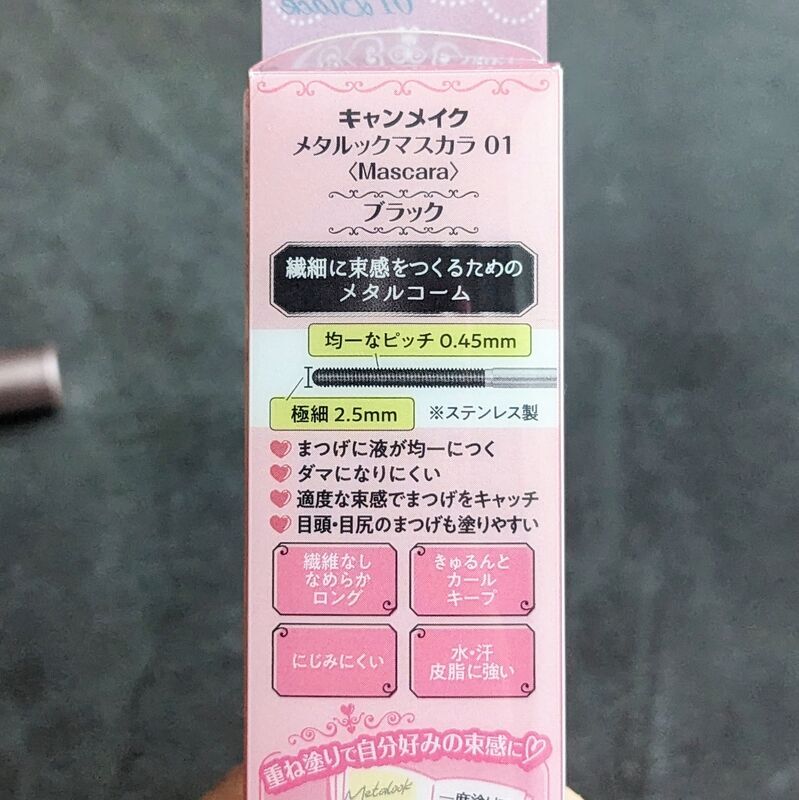 01 Black
キャンメイク
メタルックマスカラ 01
〈Mascara〉
ブラック
繊細に束感をつくるための
メタルコーム
均一なピッチ 0.45mm
極細 2.5mm
※ステンレス製
まつげに液が均一につく
ダマになりにくい
適度な束感でまつげをキャッチ
目頭・目尻のまつげも塗りやすい
繊維なし
なめらか
ロング
きゅるんと
カール
キープ
にじみにくい
水・汗
皮脂に強い
重ね塗りで自分好みの束感に♡
Metalook